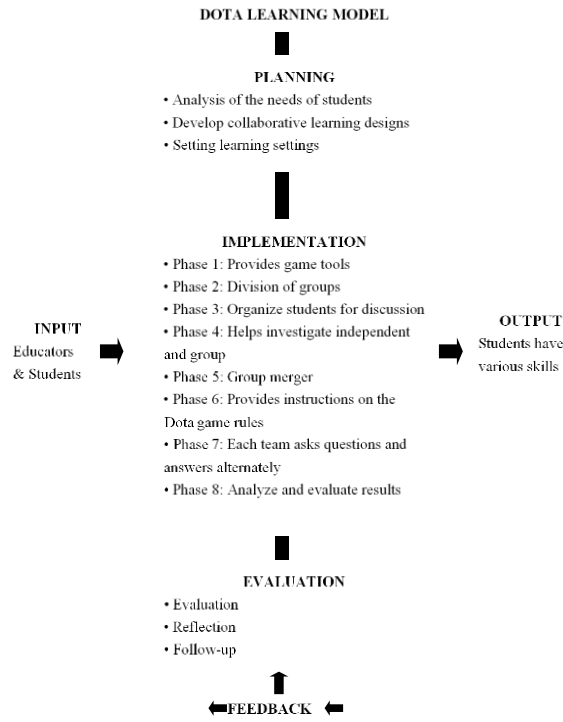 DOTA LEARNING MODEL
PLANNING
• Analysis of the needs of students
• Develop collaborative learning designs
• Setting learning settings
IMPLEMENTATION
• Phase 1: Provides game tools
• Phase 2: Division of groups
• Phase 3: Organize students for discussion
• Phase 4: Helps investigate independent
and group
• Phase 5: Group merger
• Phase 6: Provides instructions on the
Dota game rules
• Phase 7: Each team asks questions and
answers alternately
• Phase 8: Analyze and evaluate results
INPUT
Educators
& Students
OUTPUT
Students have
various skills
EVALUATION
• Evaluation
• Reflection
• Follow-up
FEEDBACK